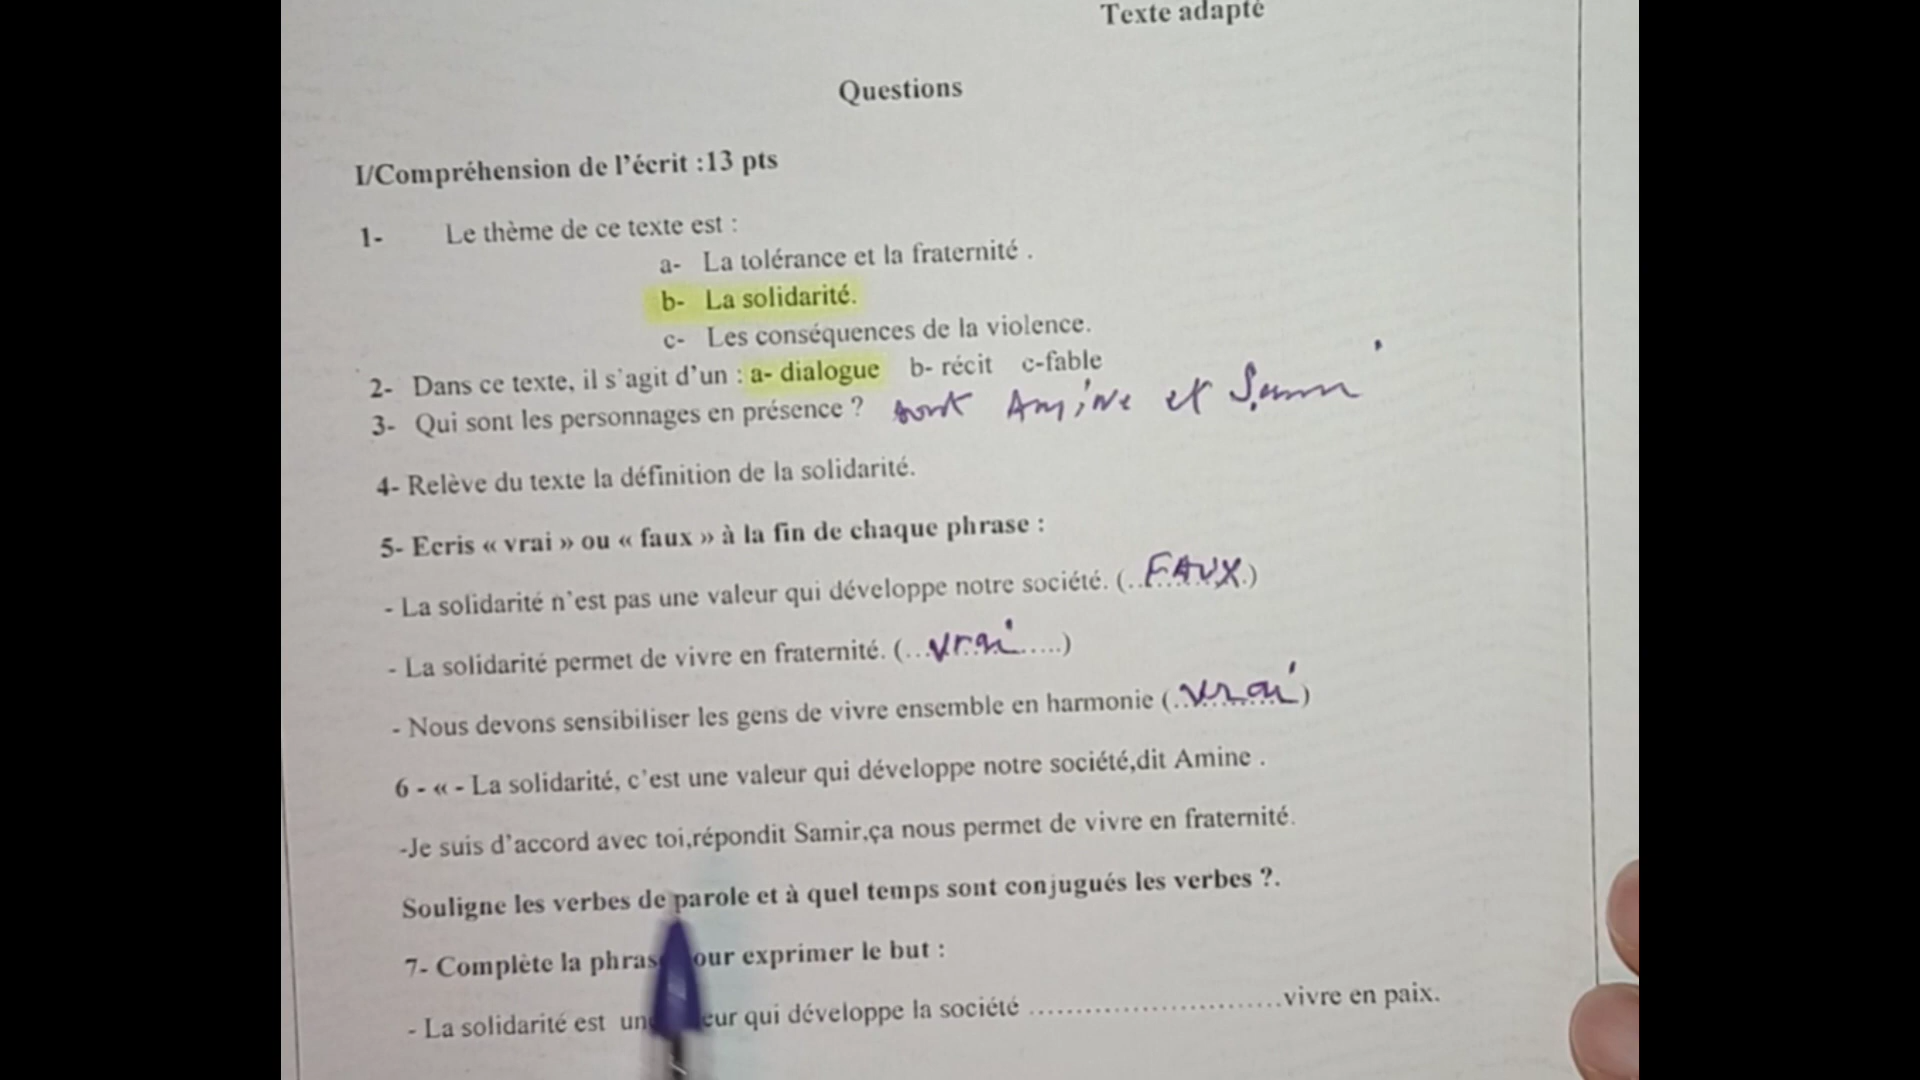 Texte adapté
Questions
I/Compréhension de l'écrit :13 pts
1- Le thème de ce texte est :
a- La tolérance et la fraternité .
b- La solidarité.
c- Les conséquences de la violence.
2- Dans ce texte, il s'agit d'un : a- dialogue b- récit c-fable
3- Qui sont les personnages en présence ? sont Amine et
4- Relève du texte la définition de la solidarité.
5- Ecris « vrai » ou « faux » à la fin de chaque phrase :
- La solidarité n'est pas une valeur qui développe notre société. (..FAUX.)
- La solidarité permet de vivre en fraternité. (...vrai.....)
- Nous devons sensibiliser les gens de vivre ensemble en harmonie (..vrai)
6 - « - La solidarité, c'est une valeur qui développe notre société,dit Amine .
-Je suis d'accord avec toi,répondit Samir,ça nous permet de vivre en fraternité.
Souligne les verbes de parole et à quel temps sont conjugués les verbes ?.
7- Complète la phrase our exprimer le but :
- La solidarité est un eur qui développe la société ............................vivre en paix.